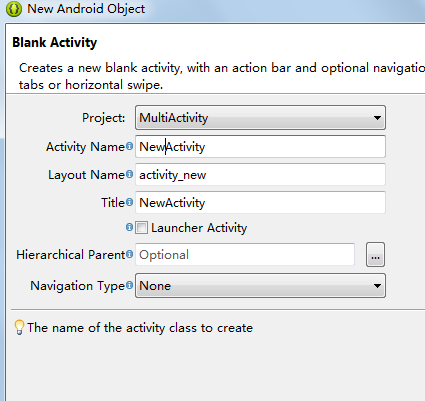 New Android Object
Blank Activity
Creates a new blank activity, with an action bar and optional navigatio
tabs or horizontal swipe.
Project: MultiActivity
Activity Name NewActivity
Layout Name activity_new
Title NewActivity
Launcher Activity
Hierarchical Parent Optional ...
Navigation Type None
The name of the activity class to create